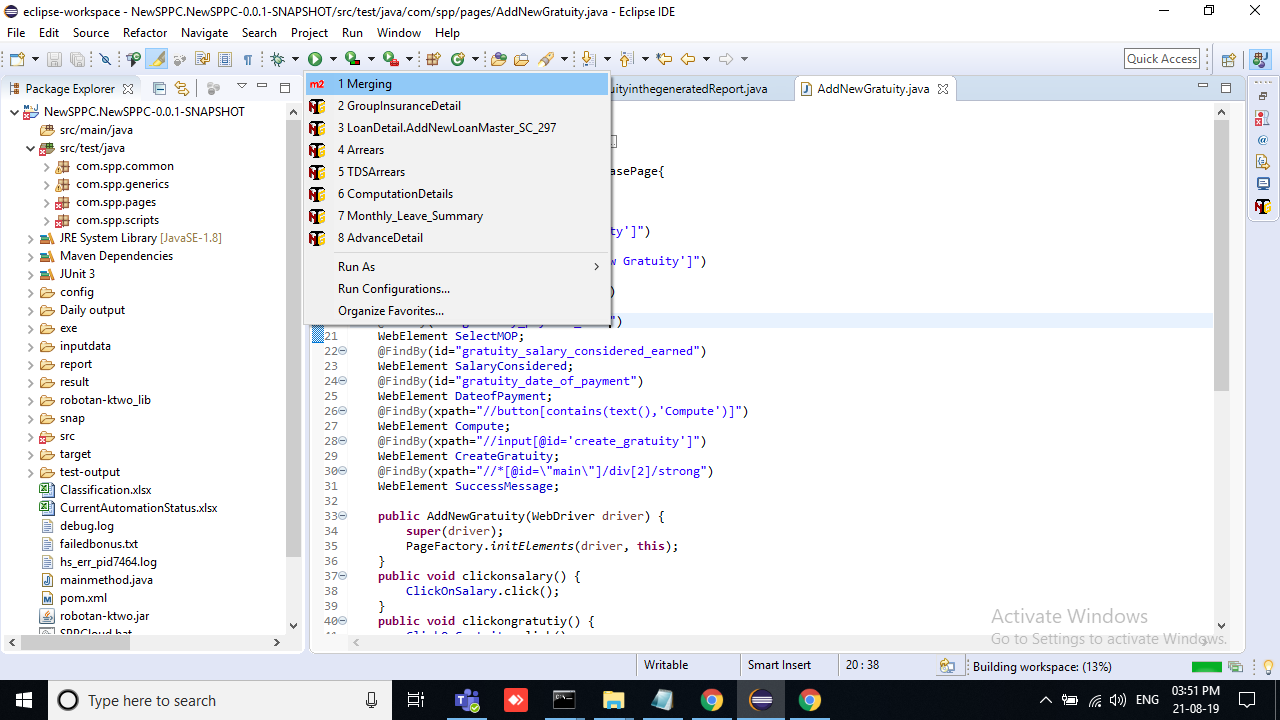 eclipse-workspace - NewSPPC.NewSPPC-0.0.1-SNAPSHOT/src/test/java/com/spp/pages/AddNewGratuity.java - Eclipse IDE
File Edit Source Refactor Navigate Search Project Run Window Help
Quick Access
Package Explorer
NewSPPC.NewSPPC-0.0.1-SNAPSHOT
src/main/java
src/test/java
com.spp.common
com.spp.generics
com.spp.pages
com.spp.scripts
JRE System Library [JavaSE-1.8]
Maven Dependencies
JUnit 3
config
Daily output
exe
inputdata
report
result
robotan-ktwo_lib
snap
src
target
test-output
Classification.xlsx
CurrentAutomationStatus.xlsx
debug.log
failedbonus.txt
hs_err_pid7464.log
mainmethod.java
pom.xml
robotan-ktwo.jar
SPPCloud.bat
m2 1 Merging
2 GroupInsuranceDetail
3 LoanDetail.AddNewLoanMaster_SC_297
4 Arrears
5 TDSArrears
6 ComputationDetails
7 Monthly_Leave_Summary
8 AdvanceDetail
Run As
Run Configurations...
Organize Favorites...
uityinthegeneratedReport.java
AddNewGratuity.java
asePage{
ty']")
w Gratuity']")
)
")
21 WebElement SelectMOP;
22 @FindBy(id="gratuity_salary_considered_earned")
23 WebElement SalaryConsidered;
24 @FindBy(id="gratuity_date_of_payment")
25 WebElement DateofPayment;
26 @FindBy(xpath="//button[contains(text(),'Compute')]")
27 WebElement Compute;
28 @FindBy(xpath="//input[@id='create_gratuity']")
29 WebElement CreateGratuity;
30 @FindBy(xpath="//*[@id=\"main\"]/div[2]/strong")
31 WebElement SuccessMessage;
32
33 public AddNewGratuity(WebDriver driver) {
34 super(driver);
35 PageFactory.initElements(driver, this);
36 }
37 public void clickonsalary() {
38 ClickOnSalary.click();
39 }
40 public void clickongratutiy() {
Activate Windows
Go to Settings to activate Windows.
Writable Smart Insert 20 : 38 Building workspace: (13%)
Type here to search
ENG
03:51 PM
21-08-19